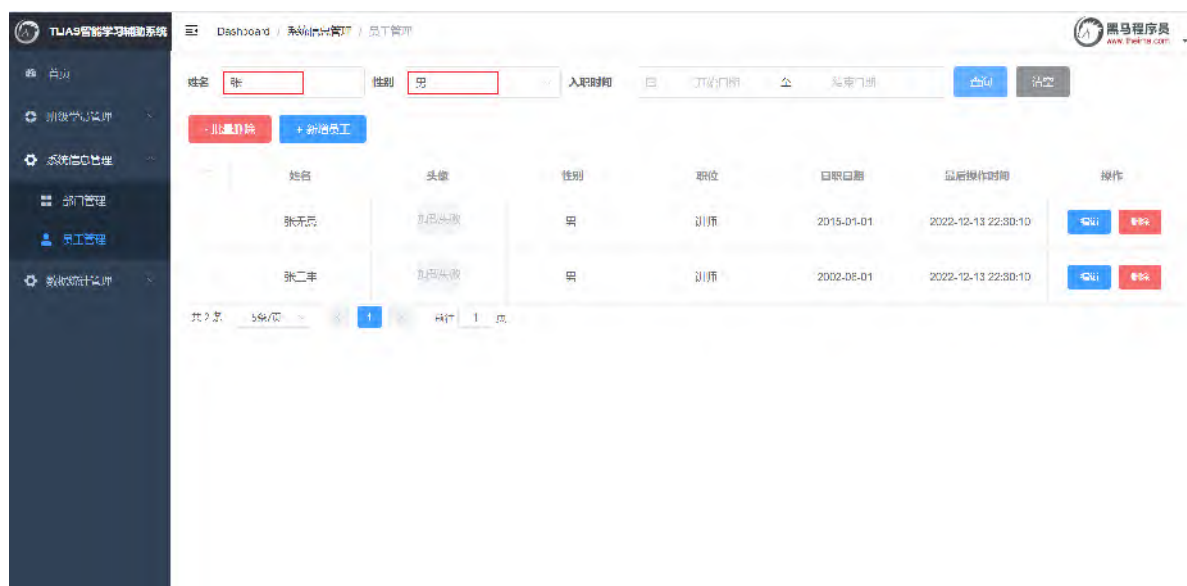 TLIAS智能学习辅助系统 Dashboard / 系统信息管理 / 员工管理 黑马程序员
www.itheima.com
首页 姓名 张 性别 男 入职时间 开始日期 至 结束日期 查询 清空
班级学员管理
- 批量删除 + 新增员工
系统信息管理
姓名 头像 性别 职位 入职日期 最后操作时间 操作
部门管理
张无忌 加载失败 男 讲师 2015-01-01 2022-12-13 22:30:10 编辑 删除
员工管理
张三丰 加载失败 男 讲师 2002-08-01 2022-12-13 22:30:10 编辑 删除
数据统计管理
共 2 条 5条/页 1 前往 1 页